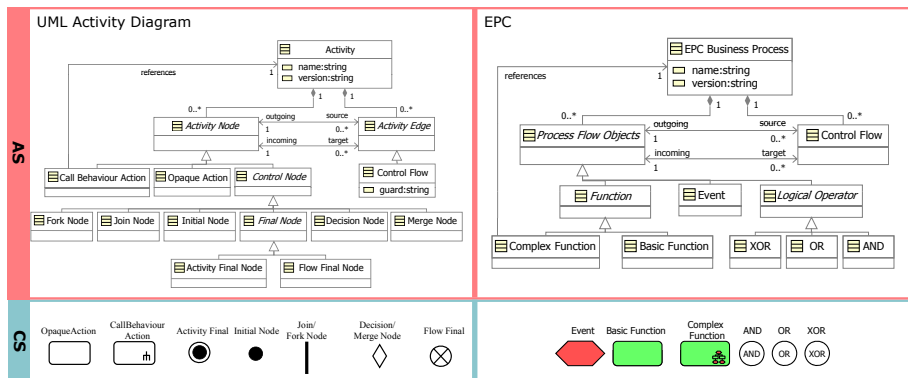 UML Activity Diagram
EPC
AS
Activity
name:string
version:string
references
1
1
1
0..*
0..*
outgoing
source
1
0..*
Activity Node
Activity Edge
incoming
target
1
0..*
Call Behaviour Action
Opaque Action
Control Node
Control Flow
guard:string
Fork Node
Join Node
Initial Node
Final Node
Decision Node
Merge Node
Activity Final Node
Flow Final Node
EPC Business Process
name:string
version:string
references
1
1
1
0..*
0..*
outgoing
source
1
0..*
Process Flow Objects
Control Flow
incoming
target
1
0..*
Function
Event
Logical Operator
Complex Function
Basic Function
XOR
OR
AND
CS
OpaqueAction
CallBehaviour
Action
Activity Final
Initial Node
Join/
Fork Node
Decision/
Merge Node
Flow Final
Event
Basic Function
Complex
Function
AND
OR
XOR
AND
OR
XOR